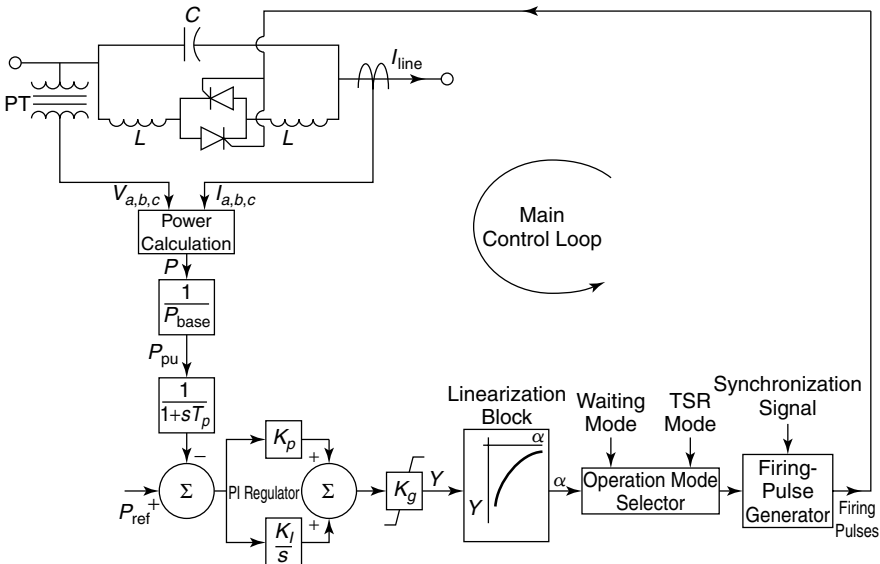 C
I_line
PT
L
L
V_a,b,c
I_a,b,c
Power
Calculation
Main
Control Loop
P
1
P_base
P_pu
1
1+sT_p
−
+
P_ref
Σ
K_p
PI Regulator
K_I
s
+
+
Σ
K_g
Y
Linearization
Block
α
Y
α
Waiting
Mode
TSR
Mode
Operation Mode
Selector
Synchronization
Signal
Firing-
Pulse
Generator
Firing
Pulses